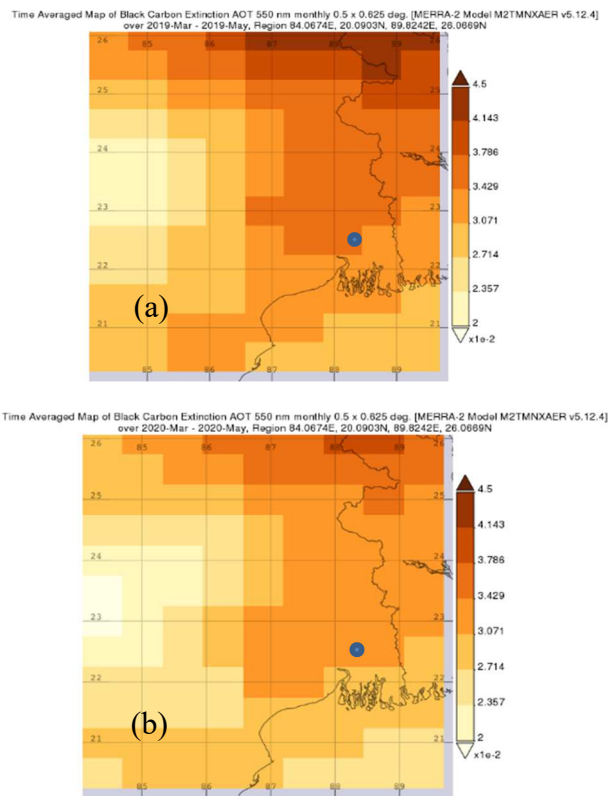 Time Averaged Map of Black Carbon Extinction AOT 550 nm monthly 0.5 x 0.625 deg. [MERRA-2 Model M2TMNXAER v5.12.4]
over 2019-Mar - 2019-May, Region 84.0674E, 20.0903N, 89.8242E, 26.0669N
26 85 86 87 88 89 26
4.5
25 25
4.143
3.786
24 24
3.429
23 23
3.071
2.714
22 22
2.357
(a)
21 21
2
x1e-2
85 86 87 88 89
Time Averaged Map of Black Carbon Extinction AOT 550 nm monthly 0.5 x 0.625 deg. [MERRA-2 Model M2TMNXAER v5.12.4]
over 2020-Mar - 2020-May, Region 84.0674E, 20.0903N, 89.8242E, 26.0669N
26 85 86 87 88 89 26
4.5
25 25
4.143
3.786
24 24
3.429
23 23
3.071
2.714
22 22
2.357
(b)
21 21
2
x1e-2
85 86 87 88 89